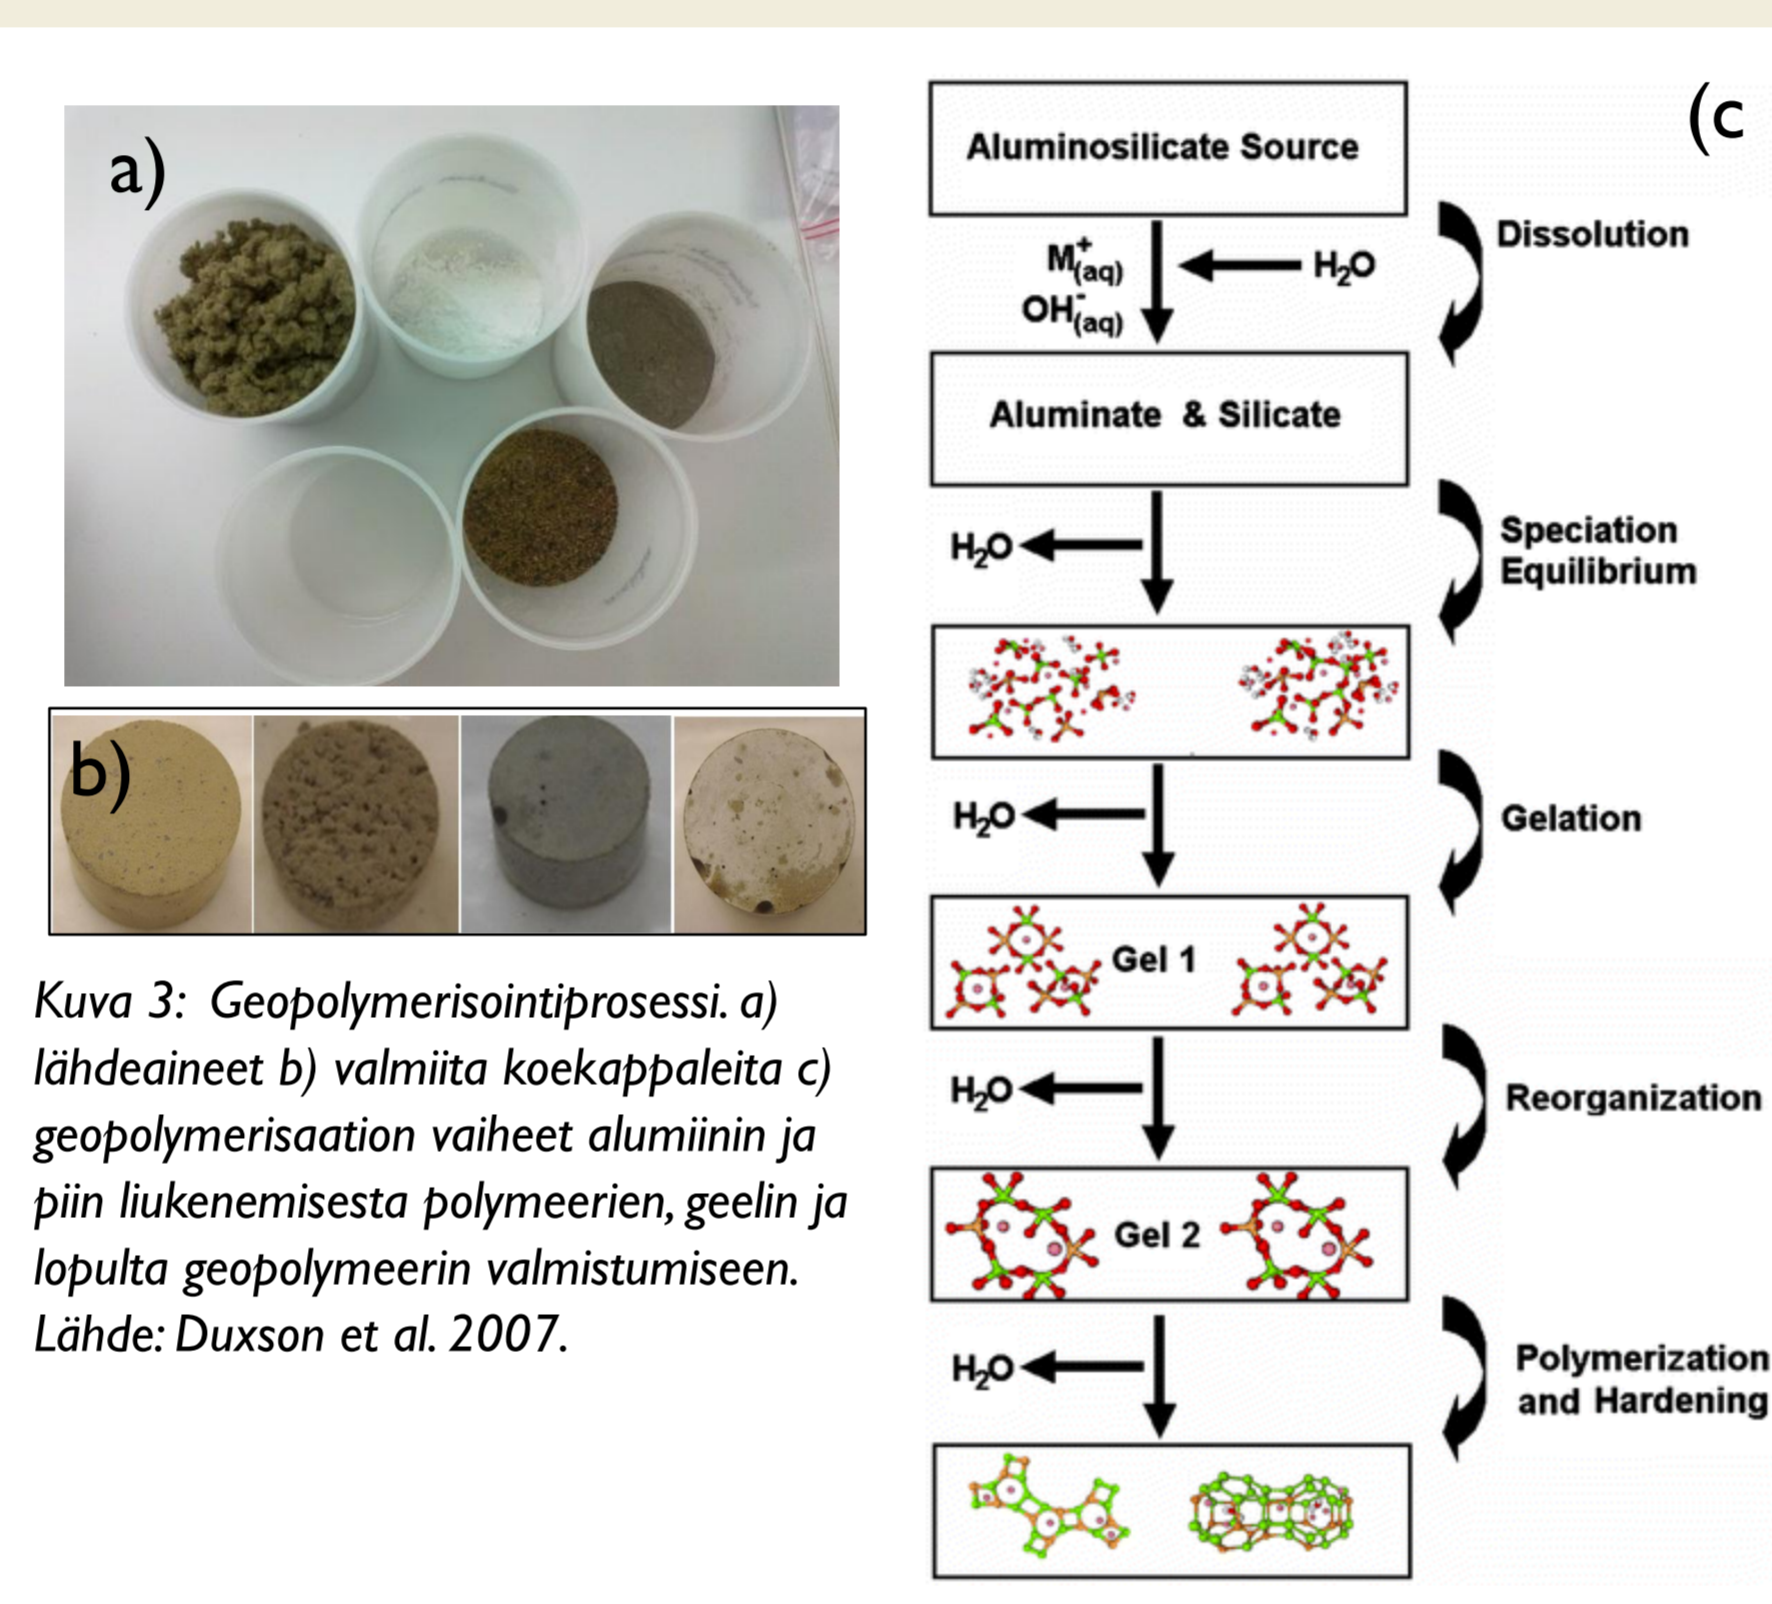 a)
b)
Kuva 3: Geopolymerisointiprosessi. a)
lähdeaineet b) valmiita koekappaleita c)
geopolymerisaation vaiheet alumiinin ja
piin liukenemisesta polymeerien, geelin ja
lopulta geopolymeerin valmistumiseen.
Lähde: Duxson et al. 2007.
(c
Aluminosilicate Source
Dissolution
M⁺(aq)
H₂O
OH⁻(aq)
Aluminate & Silicate
Speciation
Equilibrium
H₂O
Gelation
H₂O
Gel 1
Reorganization
H₂O
Gel 2
Polymerization
and Hardening
H₂O